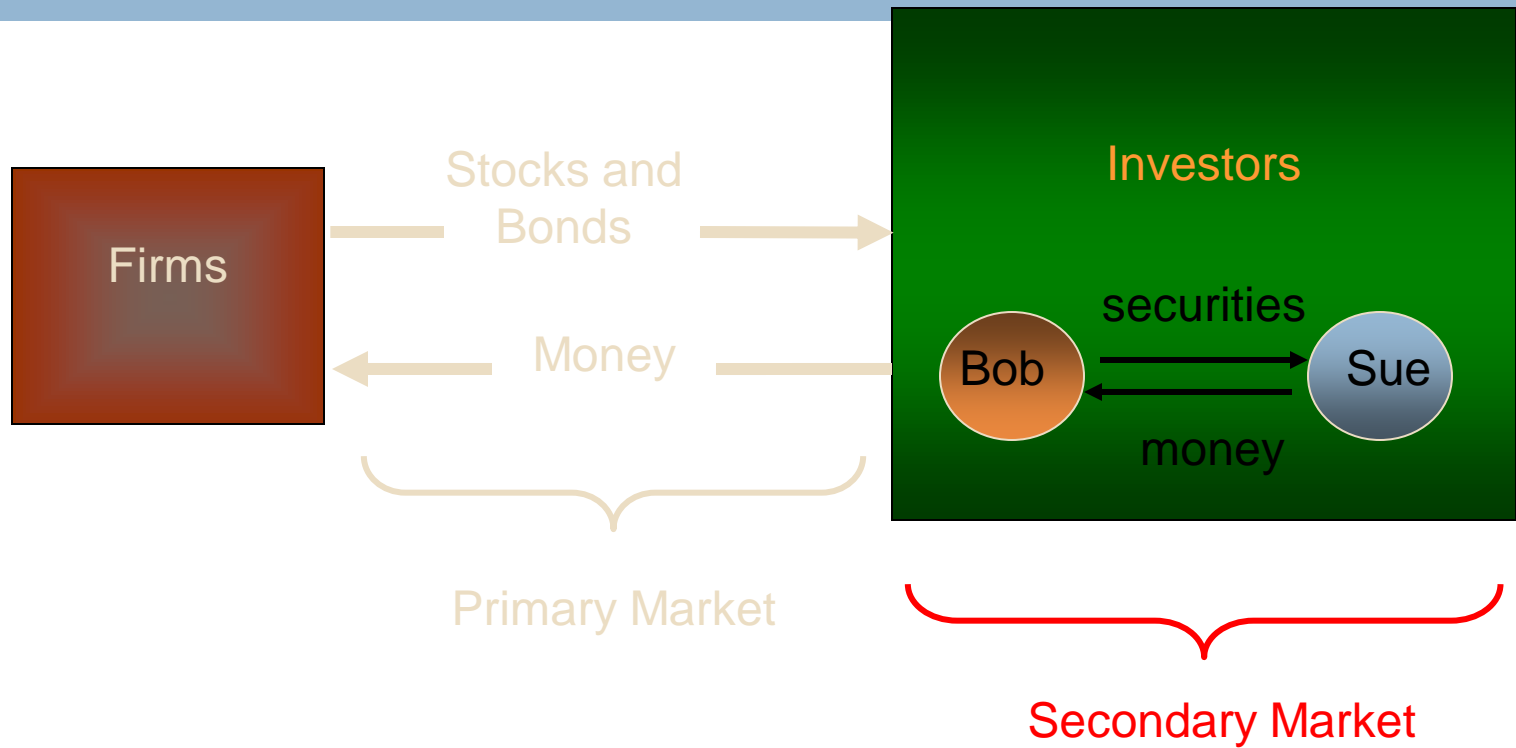 Firms
Stocks and
Bonds
Money
Primary Market
Investors
securities
Bob
Sue
money
Secondary Market